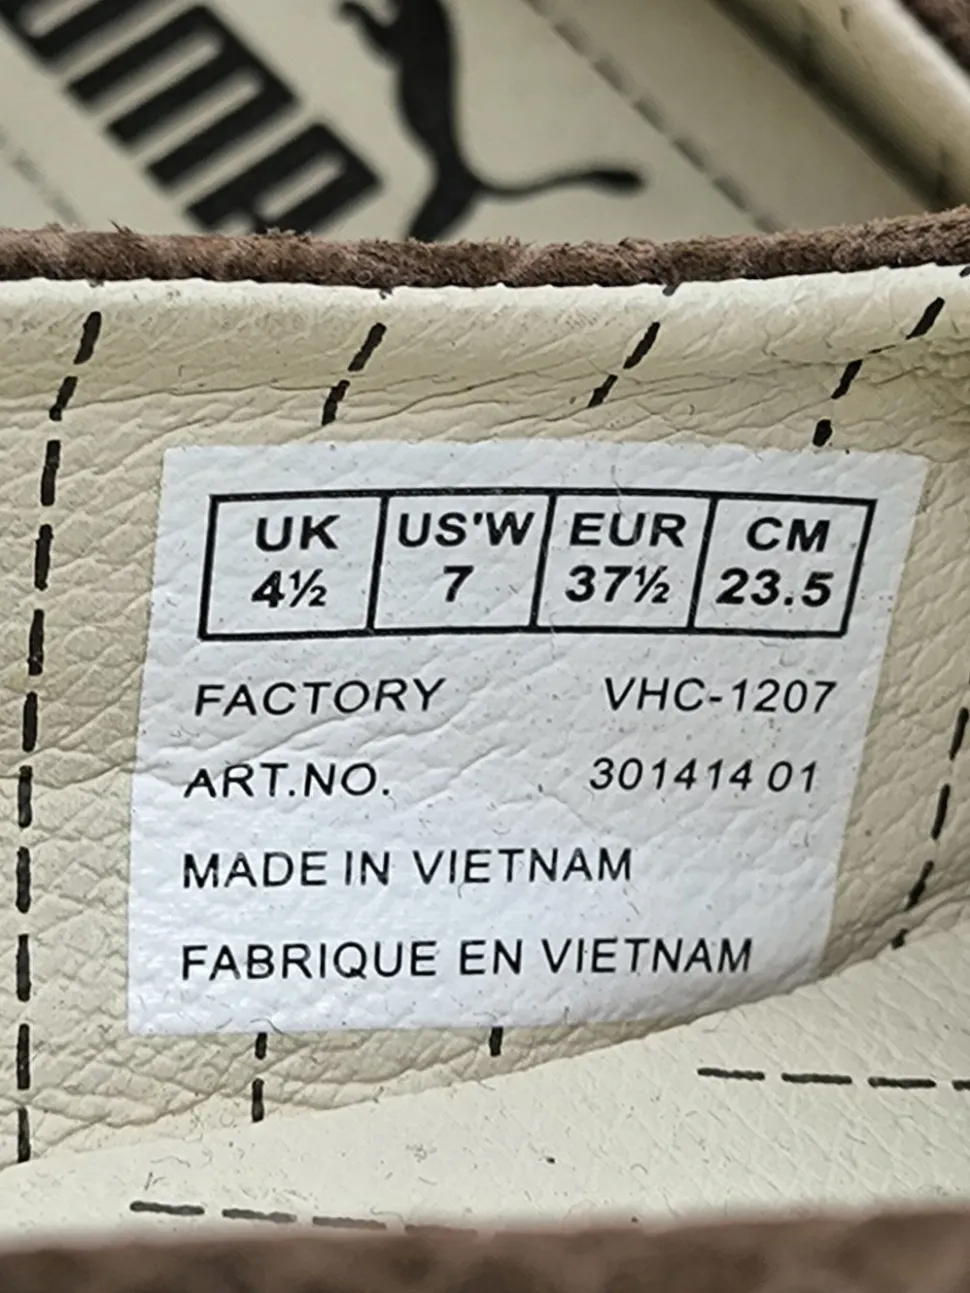 PUMA
UK US'W EUR CM
4½ 7 37½ 23.5
FACTORY VHC-1207
ART.NO. 301414 01
MADE IN VIETNAM
FABRIQUE EN VIETNAM